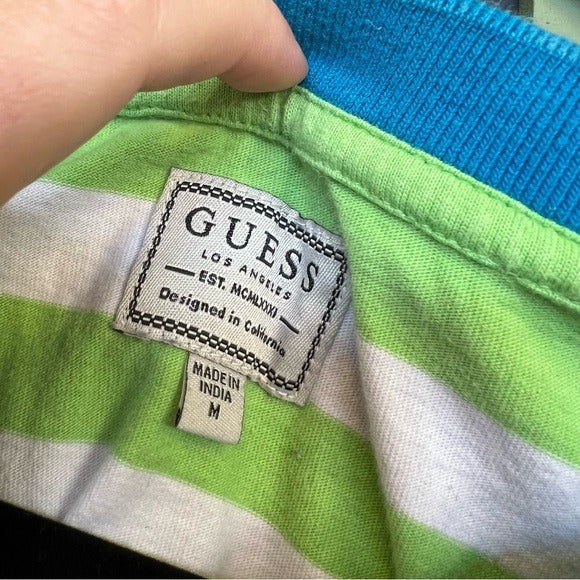 GUESS
LOS ANGELES
EST. MCMLXXXI
Designed in California
MADE IN
INDIA
M